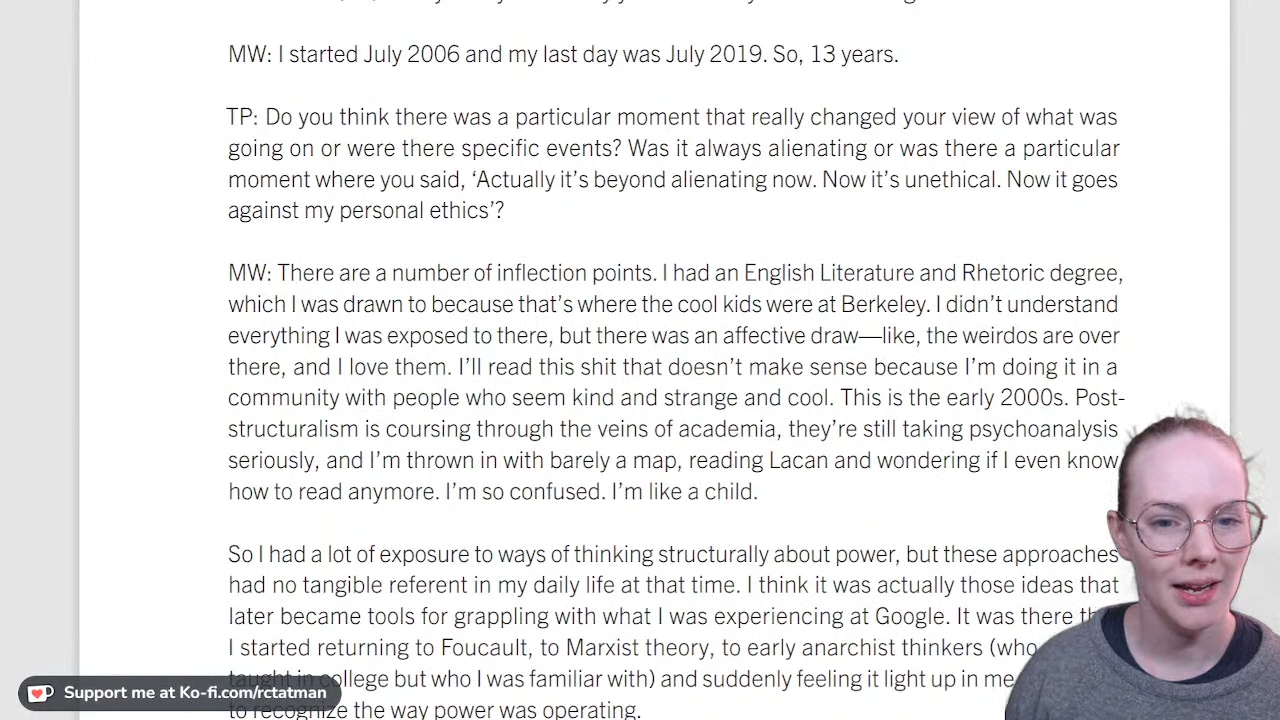 MW: I started July 2006 and my last day was July 2019. So, 13 years.
TP: Do you think there was a particular moment that really changed your view of what was
going on or were there specific events? Was it always alienating or was there a particular
moment where you said, ‘Actually it’s beyond alienating now. Now it’s unethical. Now it goes
against my personal ethics’?
MW: There are a number of inflection points. I had an English Literature and Rhetoric degree,
which I was drawn to because that’s where the cool kids were at Berkeley. I didn’t understand
everything I was exposed to there, but there was an affective draw—like, the weirdos are over
there, and I love them. I’ll read this shit that doesn’t make sense because I’m doing it in a
community with people who seem kind and strange and cool. This is the early 2000s. Post-
structuralism is coursing through the veins of academia, they’re still taking psychoanalysis
seriously, and I’m thrown in with barely a map, reading Lacan and wondering if I even know
how to read anymore. I’m so confused. I’m like a child.
So I had a lot of exposure to ways of thinking structurally about power, but these approaches
had no tangible referent in my daily life at that time. I think it was actually those ideas that
later became tools for grappling with what I was experiencing at Google. It was there
I started returning to Foucault, to Marxist theory, to early anarchist thinkers (who
college but who I was familiar with) and suddenly feeling it light up in me
to recognize the way power was operating.
Support me at Ko-fi.com/rctatman